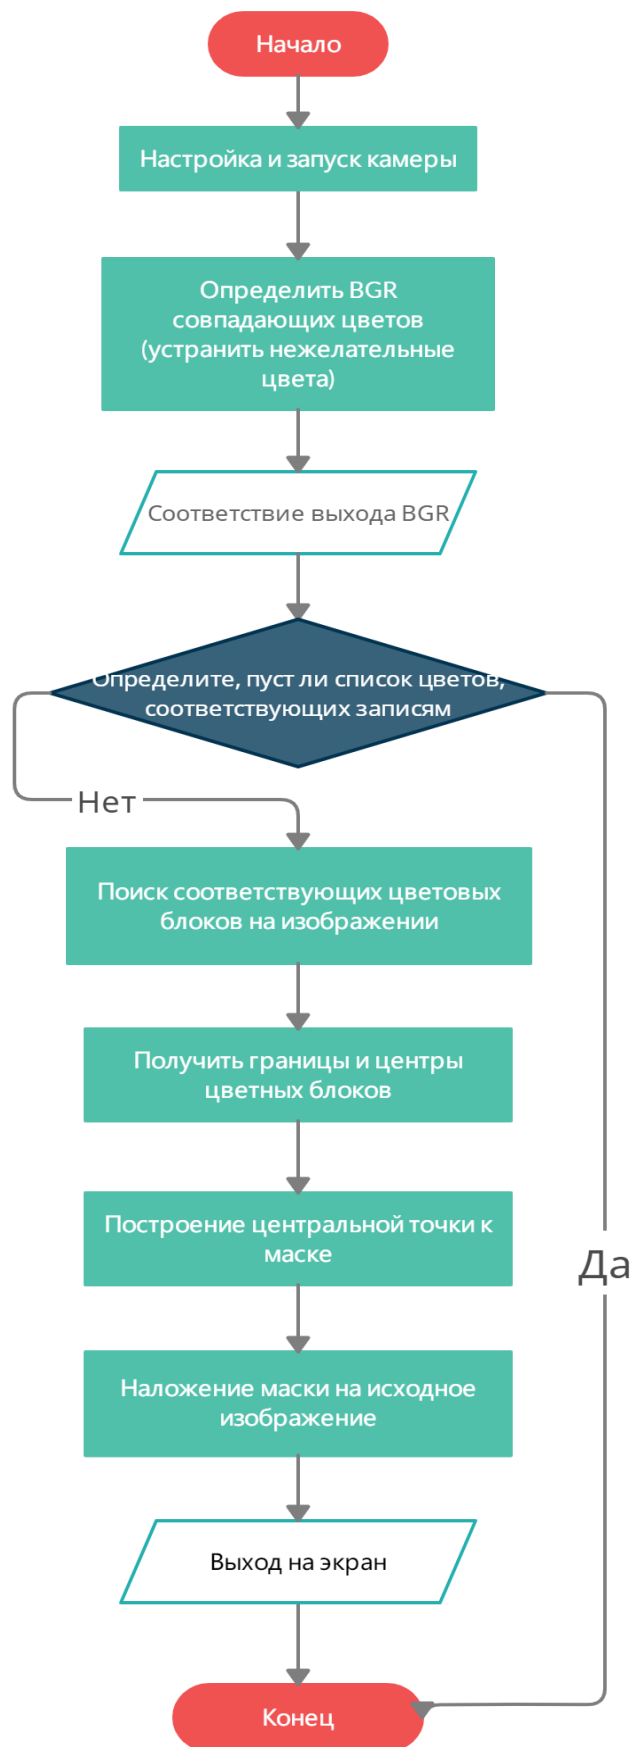 Начало
Настройка и запуск камеры
Определить BGR
совпадающих цветов
(устранить нежелательные
цвета)
Соответствие выхода BGR
Определите, пуст ли список цветов,
соответствующих записям
Нет
Поиск соответствующих цветовых
блоков на изображении
Получить границы и центры
цветных блоков
Построение центральной точки к
маске
Да
Наложение маски на исходное
изображение
Выход на экран
Конец